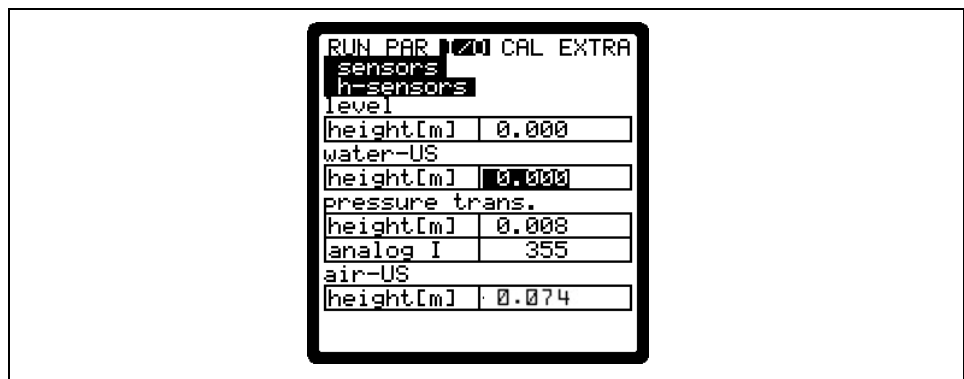 RUN PAR I/O CAL EXTRA
sensors
h-sensors
level
height[m] 0.000
water-US
height[m] 0.000
pressure trans.
height[m] 0.008
analog I 355
air-US
height[m] 0.074